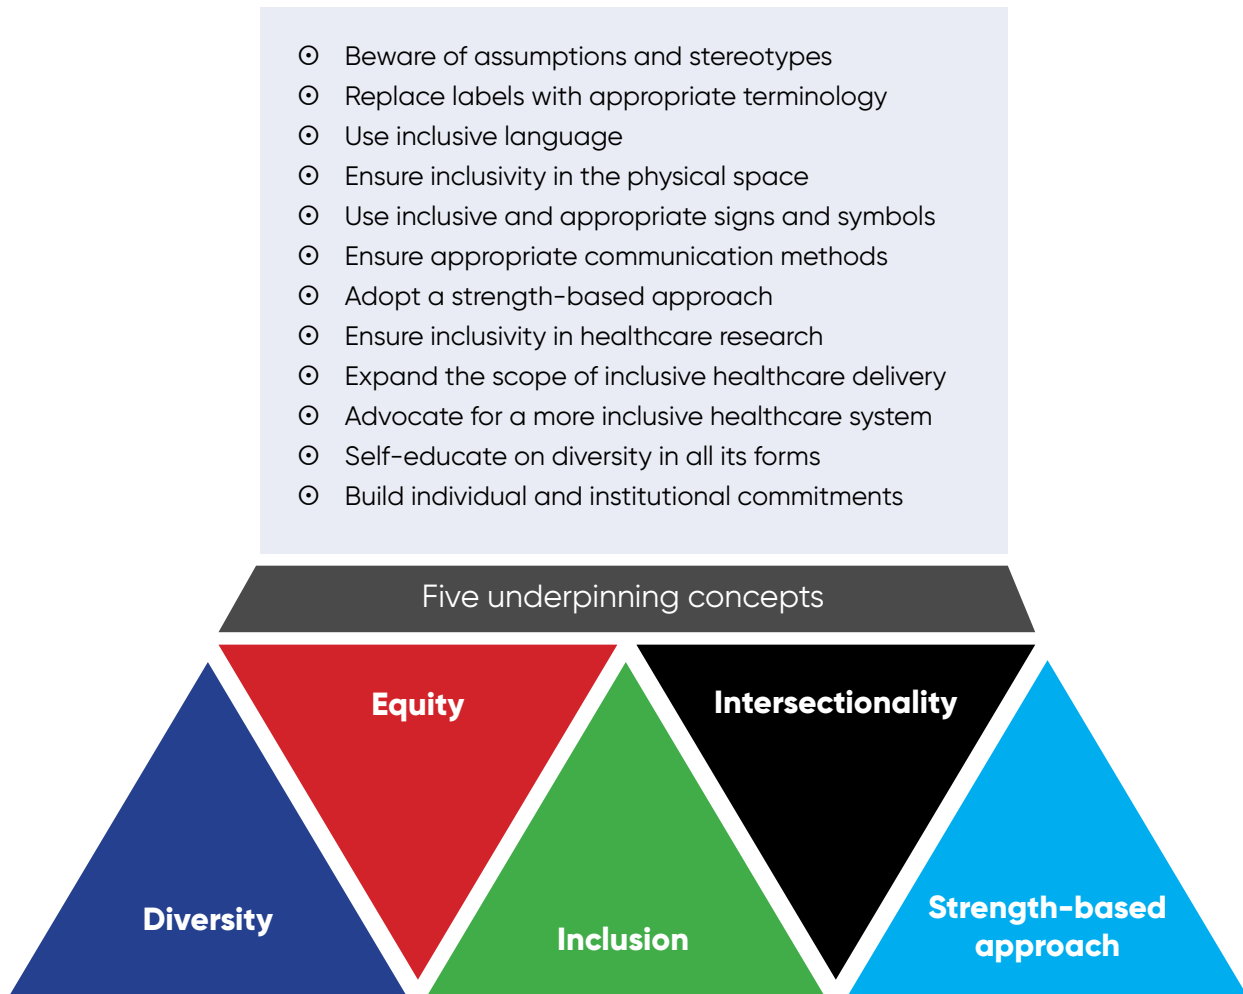 ⊙ Beware of assumptions and stereotypes
⊙ Replace labels with appropriate terminology
⊙ Use inclusive language
⊙ Ensure inclusivity in the physical space
⊙ Use inclusive and appropriate signs and symbols
⊙ Ensure appropriate communication methods
⊙ Adopt a strength-based approach
⊙ Ensure inclusivity in healthcare research
⊙ Expand the scope of inclusive healthcare delivery
⊙ Advocate for a more inclusive healthcare system
⊙ Self-educate on diversity in all its forms
⊙ Build individual and institutional commitments
Five underpinning concepts
Diversity
Equity
Inclusion
Intersectionality
Strength-based
approach